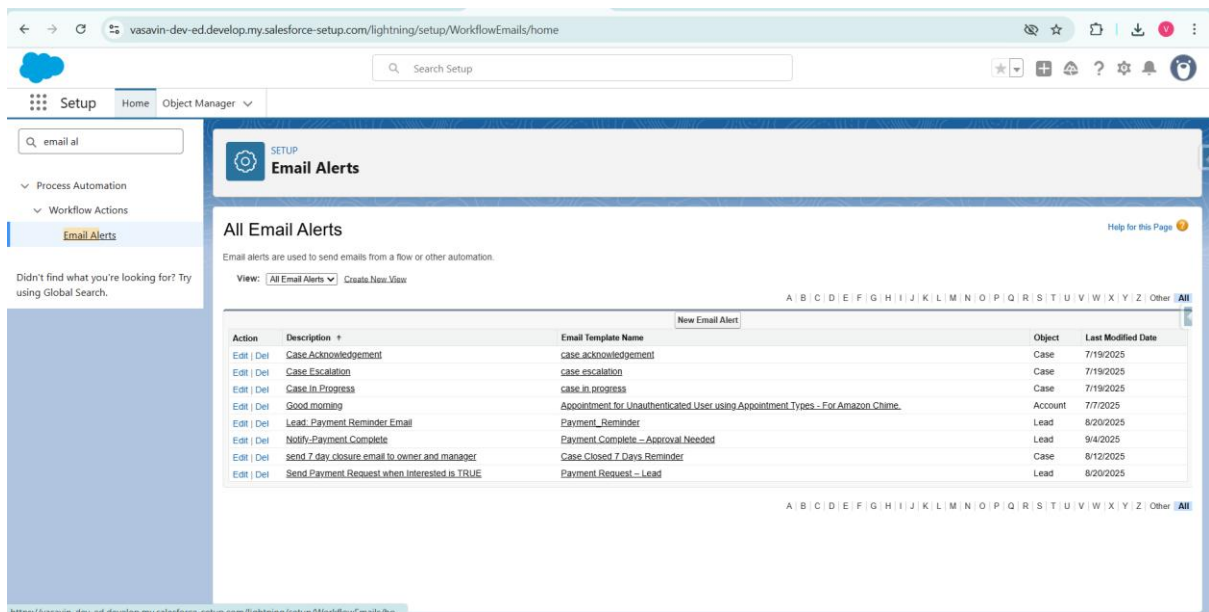 vasavin-dev-ed.develop.my.salesforce-setup.com/lightning/setup/WorkflowEmails/home
V
Search Setup
Setup Home Object Manager
email al
Process Automation
Workflow Actions
Email Alerts
Didn't find what you're looking for? Try
using Global Search.
SETUP
Email Alerts
All Email Alerts
Help for this Page
Email alerts are used to send emails from a flow or other automation.
View: All Email Alerts Create New View
A | B | C | D | E | F | G | H | I | J | K | L | M | N | O | P | Q | R | S | T | U | V | W | X | Y | Z | Other All
New Email Alert
Action Description Email Template Name Object Last Modified Date
Edit | Del Case Acknowledgement case acknowledgement Case 7/19/2025
Edit | Del Case Escalation case escalation Case 7/19/2025
Edit | Del Case In Progress case in progress Case 7/19/2025
Edit | Del Good morning Appointment for Unauthenticated User using Appointment Types - For Amazon Chime. Account 7/7/2025
Edit | Del Lead: Payment Reminder Email Payment_Reminder Lead 8/20/2025
Edit | Del Notify-Payment Complete Payment Complete – Approval Needed Lead 9/4/2025
Edit | Del send 7 day closure email to owner and manager Case Closed 7 Days Reminder Case 8/12/2025
Edit | Del Send Payment Request when Interested is TRUE Payment Request – Lead Lead 8/20/2025
A | B | C | D | E | F | G | H | I | J | K | L | M | N | O | P | Q | R | S | T | U | V | W | X | Y | Z | Other All